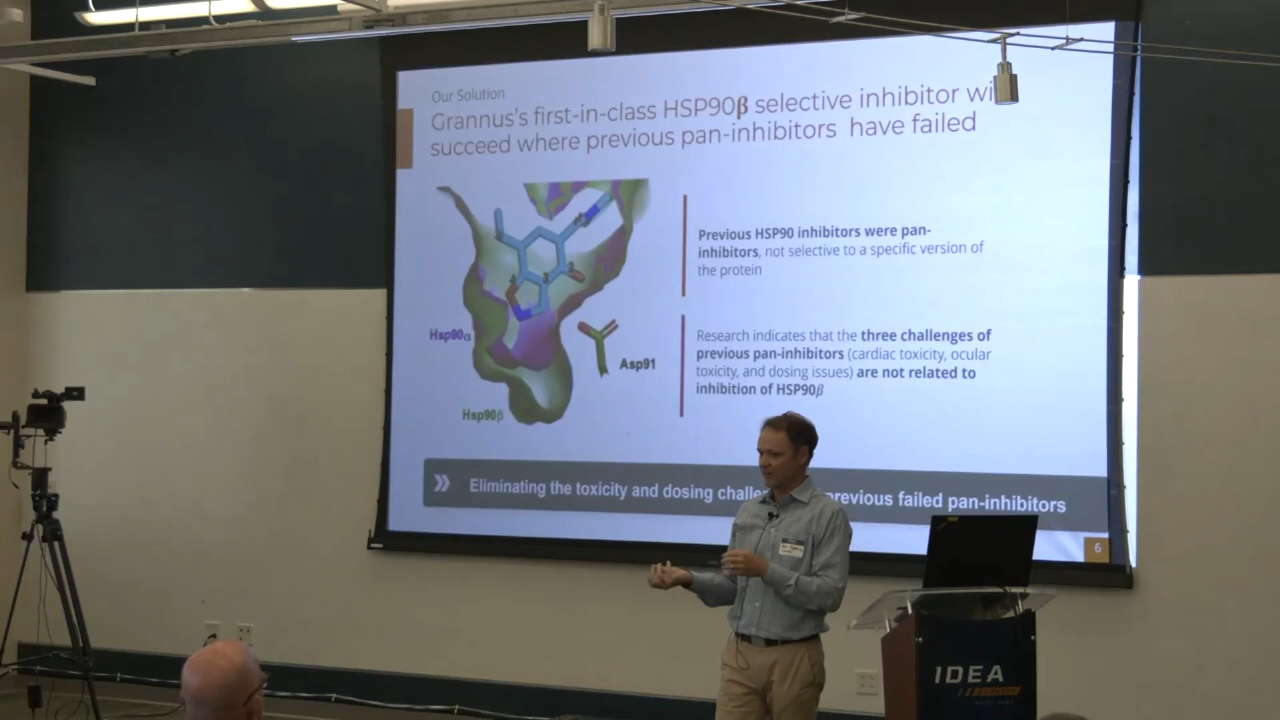 Our Solution
Grannus's first-in-class HSP90β selective inhibitor wi
succeed where previous pan-inhibitors have failed
Previous HSP90 inhibitors were pan-
inhibitors, not selective to a specific version of
the protein
Hsp90α
Asp91
Hsp90β
Research indicates that the three challenges of
previous pan-inhibitors (cardiac toxicity, ocular
toxicity, and dosing issues) are not related to
inhibition of HSP90β
» Eliminating the toxicity and dosing challe previous failed pan-inhibitors
6
IDEA
CENTER